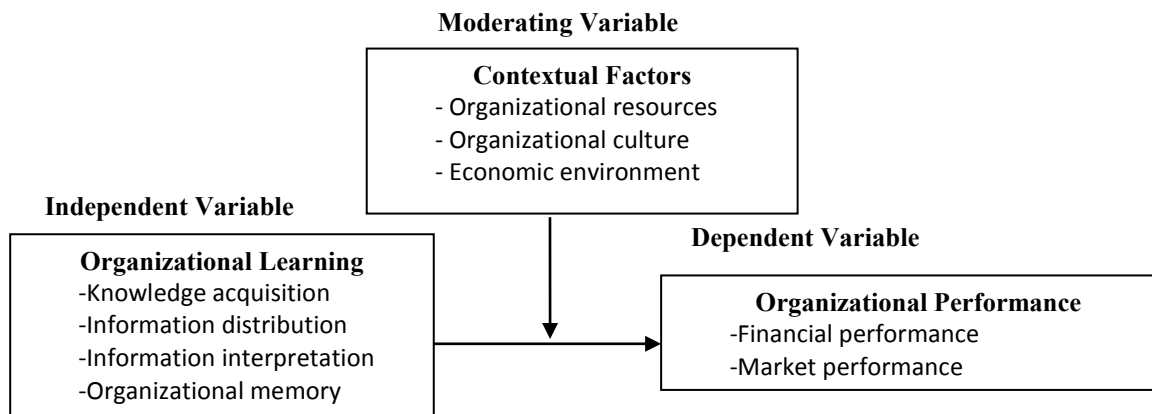 Moderating Variable
Contextual Factors
- Organizational resources
- Organizational culture
- Economic environment
Independent Variable
Organizational Learning
-Knowledge acquisition
-Information distribution
-Information interpretation
-Organizational memory
Dependent Variable
Organizational Performance
-Financial performance
-Market performance